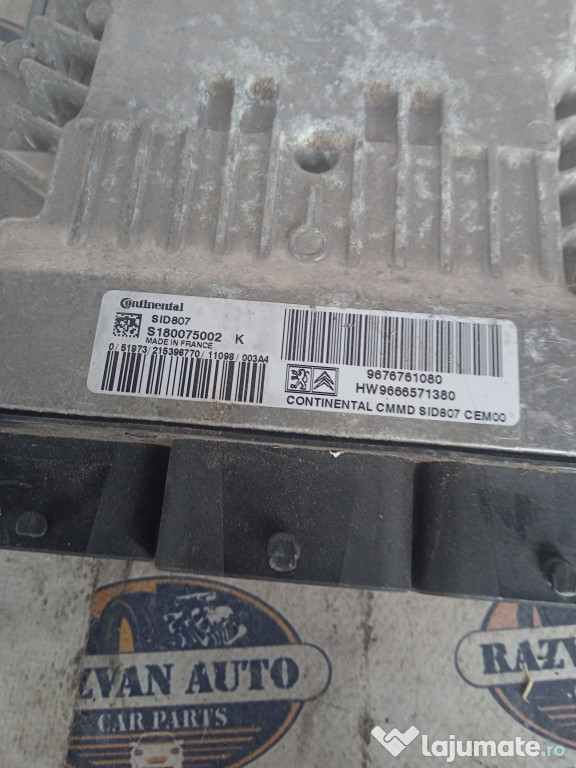 Continental
SID807
S180075002 K
MADE IN FRANCE
0/51973/215396770/11098/003A4
9676761080
HW9666571380
CONTINENTAL CMMD SID807 CEM00
ZVAN AUTO
CAR PARTS
RAZV
lajumate.ro